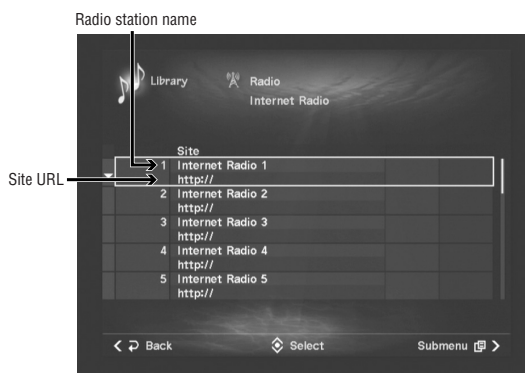 Radio station name
Library
Radio
Internet Radio
Site
1 Internet Radio 1
Site URL
http://
2 Internet Radio 2
http://
3 Internet Radio 3
http://
4 Internet Radio 4
http://
5 Internet Radio 5
http://
Back
Select
Submenu